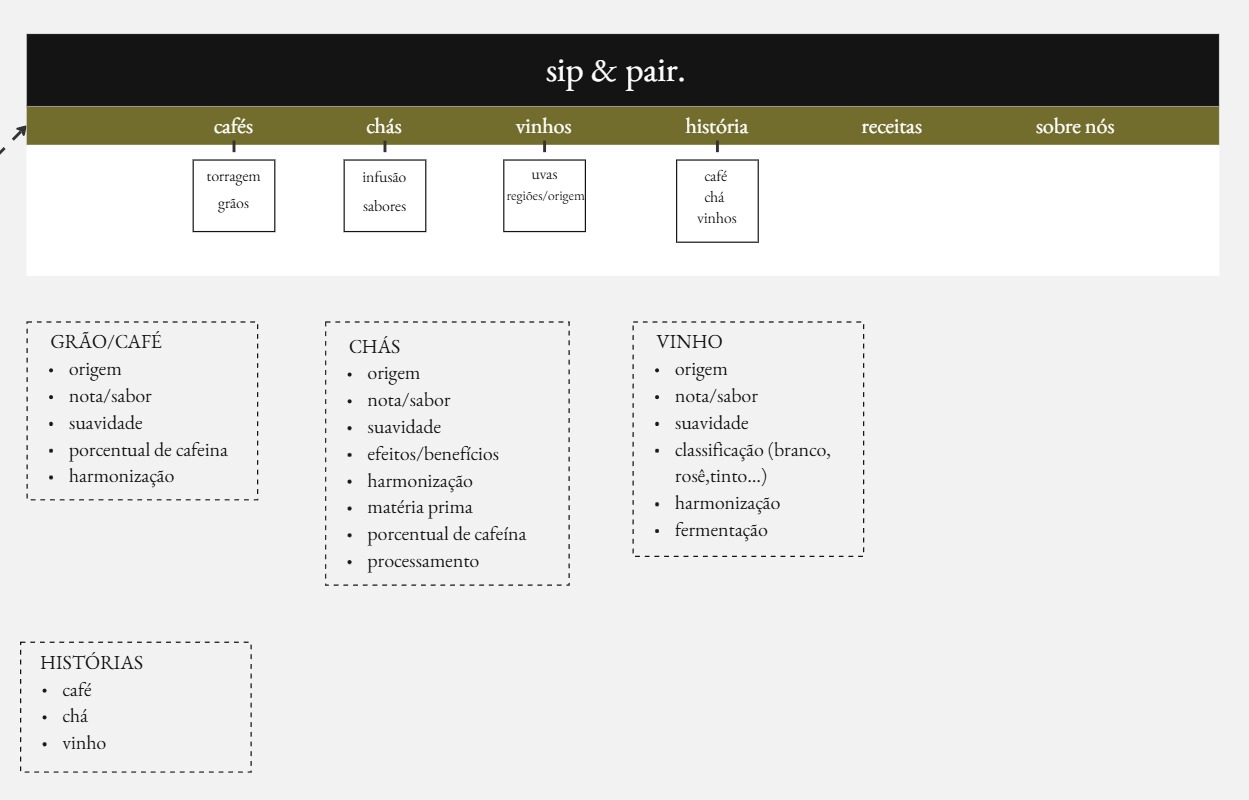 sip & pair.
cafés chás vinhos história receitas sobre nós
torragem
grãos
infusão
sabores
uvas
regiões/origem
café
chá
vinhos
GRÃO/CAFÉ
• origem
• nota/sabor
• suavidade
• porcentual de cafeina
• harmonização
CHÁS
• origem
• nota/sabor
• suavidade
• efeitos/benefícios
• harmonização
• matéria prima
• porcentual de cafeína
• processamento
VINHO
• origem
• nota/sabor
• suavidade
• classificação (branco,
rosê,tinto...)
• harmonização
• fermentação
HISTÓRIAS
• café
• chá
• vinho